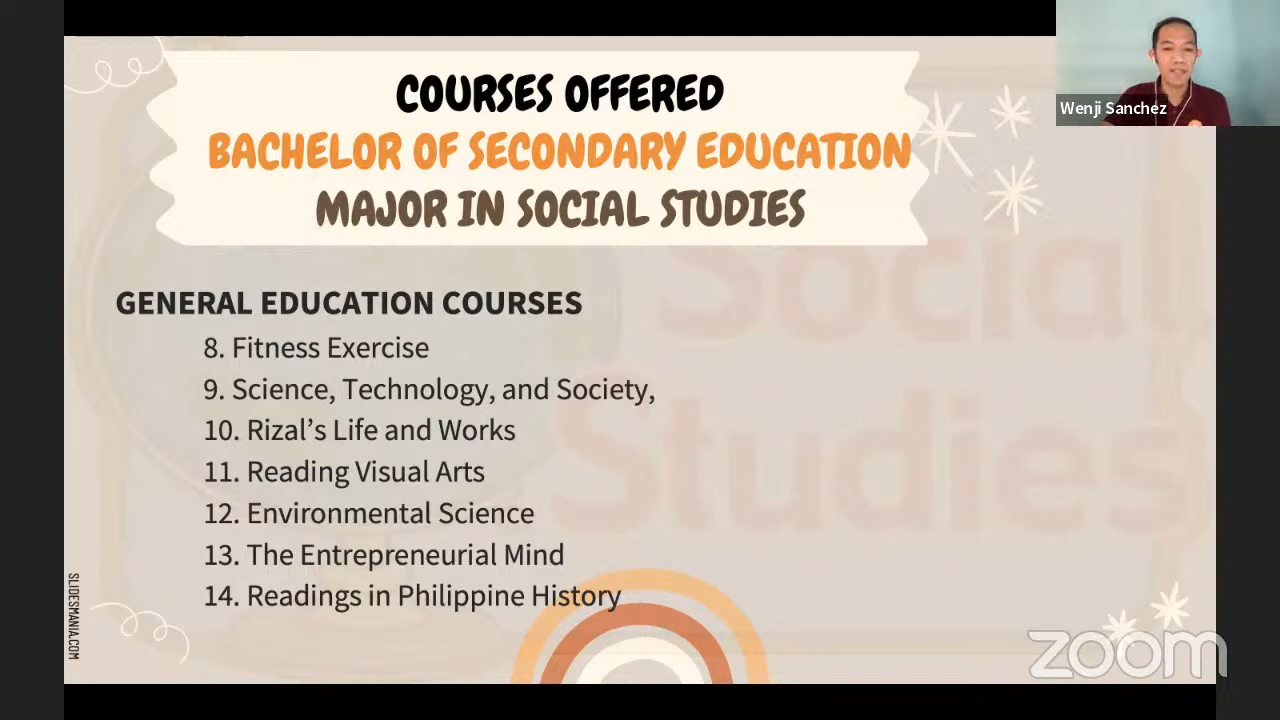 COURSES OFFERED
BACHELOR OF SECONDARY EDUCATION
MAJOR IN SOCIAL STUDIES
Wenji Sanchez
Social
Studies
GENERAL EDUCATION COURSES
8. Fitness Exercise
9. Science, Technology, and Society,
10. Rizal’s Life and Works
11. Reading Visual Arts
12. Environmental Science
13. The Entrepreneurial Mind
14. Readings in Philippine History
SLIDESMANIA.COM
zoom